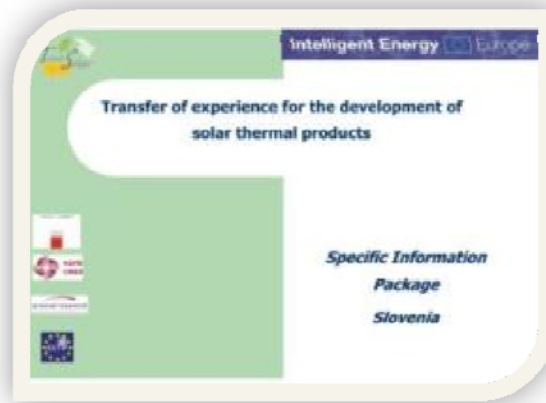 Intelligent Energy Europe
Transfer of experience for the development of
solar thermal products
Specific Information
Package
Slovenia